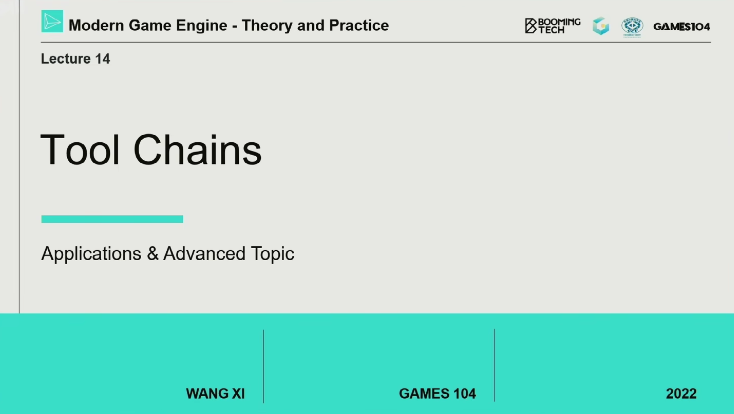 Modern Game Engine - Theory and Practice
BOOMING
TECH
GAMES104
Lecture 14
Tool Chains
Applications & Advanced Topic
WANG XI
GAMES 104
2022